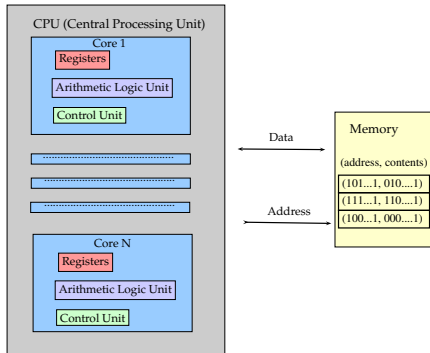 CPU (Central Processing Unit)
Core 1
Registers
Arithmetic Logic Unit
Control Unit
Core N
Registers
Arithmetic Logic Unit
Control Unit
Data
Address
Memory
(address, contents)
(101...1, 010....1)
(111...1, 110....1)
(100...1, 000....1)